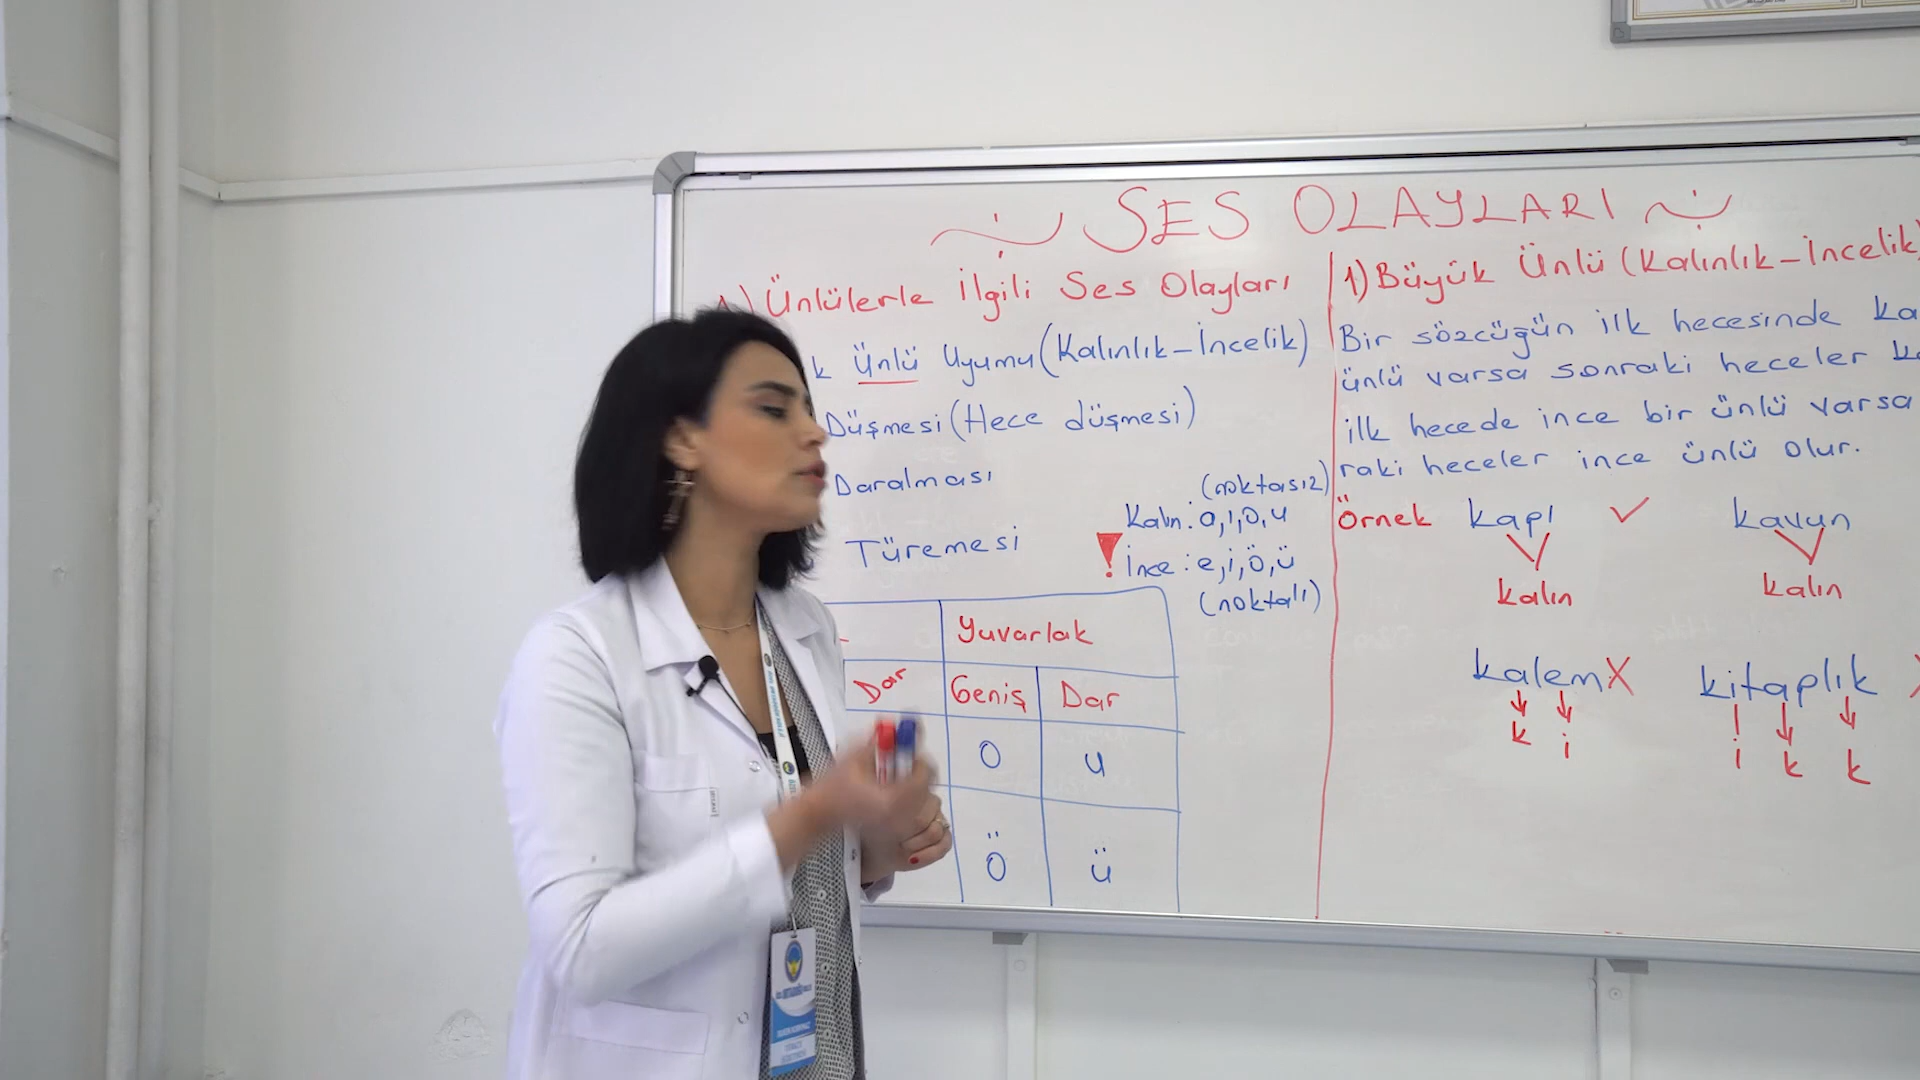 SES OLAYLARI
Ünlülerle İlgili Ses Olayları
Ünlü Uyumu (Kalınlık-İncelik)
Düşmesi (Hece düşmesi)
Daralması
Türemesi
(noktasız)
Kalın: a, ı, o, u
! İnce: e, i, ö, ü
(noktalı)
Yuvarlak
Dar Geniş Dar
O u
Ö ü
1) Büyük Ünlü (Kalınlık-İncelik)
Bir sözcüğün ilk hecesinde
ünlü varsa sonraki heceler
ilk hecede ince bir ünlü varsa
raki heceler ince ünlü olur.
Örnek kapı ✓ kavun
kalın kalın
kalem X kitaplık X
k i i k k